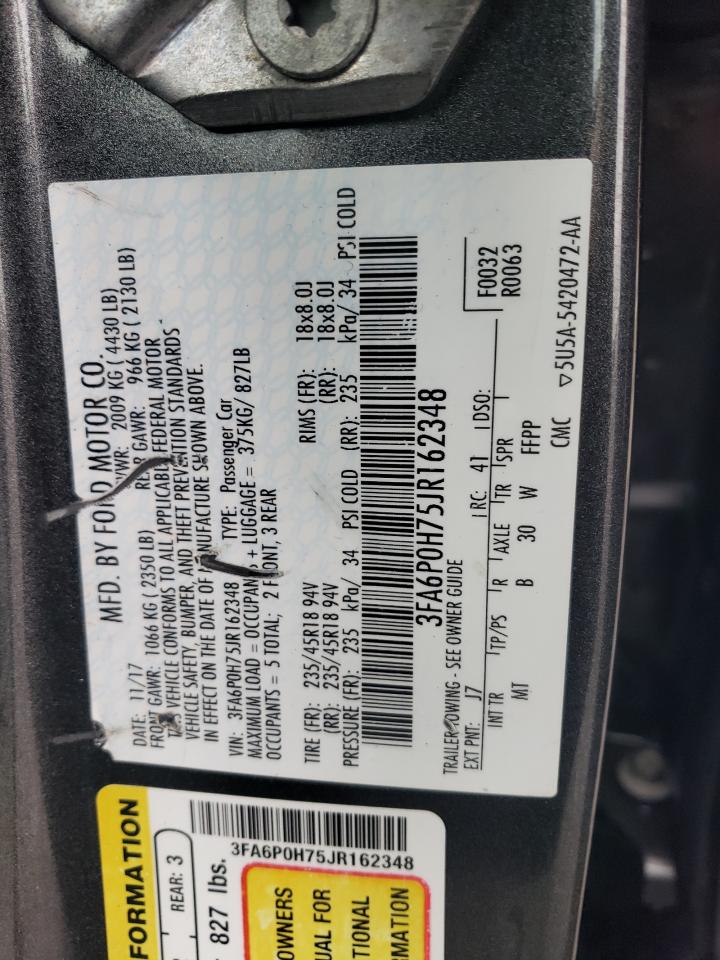 MFD. BY FORD MOTOR CO.
DATE: 11/17 GVWR: 2009 KG ( 4430 LB)
FRONT GAWR: 1066 KG ( 2350 LB) REAR GAWR: 966 KG ( 2130 LB)
THIS VEHICLE CONFORMS TO ALL APPLICABLE FEDERAL MOTOR
VEHICLE SAFETY, BUMPER, AND THEFT PREVENTION STANDARDS
IN EFFECT ON THE DATE OF MANUFACTURE SHOWN ABOVE.
VIN: 3FA6P0H75JR162348 TYPE: Passenger Car
MAXIMUM LOAD = OCCUPANTS + LUGGAGE = 375KG/ 827LB
OCCUPANTS = 5 TOTAL; 2 FRONT, 3 REAR
TIRE (FR): 235/45R18 94V RIMS (FR): 18x8.0J
(RR): 235/45R18 94V (RR): 18x8.0J
PRESSURE (FR): 235 kPa/ 34 PSI COLD (RR): 235 kPa/ 34 PSI COLD
3FA6P0H75JR162348
TRAILER TOWING - SEE OWNER GUIDE
EXT PNT: J7 RC: 41 DSO: F0032
R0063
INT TR TP/PS R AXLE TR SPR
MT B 30 W FFPP
CMC ▽5U5A-5420472-AA
FORMATION
REAR: 3
827 lbs.
3FA6P0H75JR162348
OWNERS
UAL FOR
TIONAL
MATION